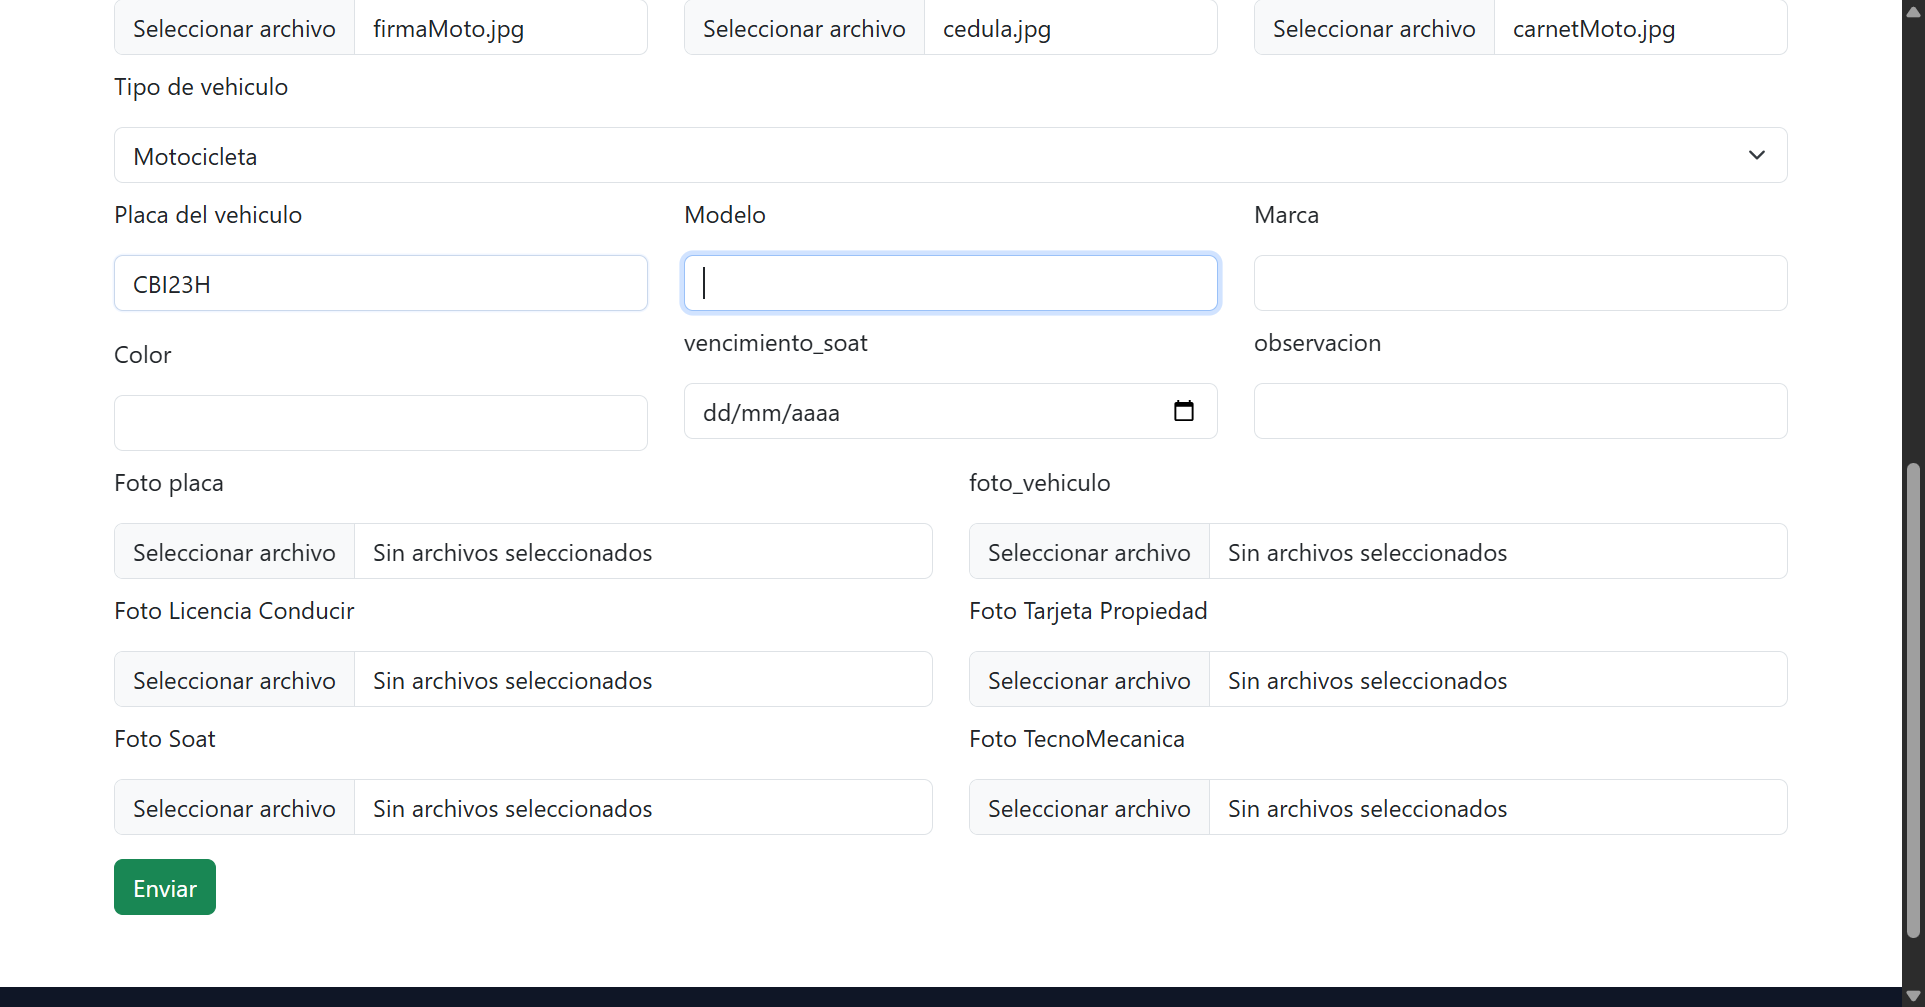 Seleccionar archivo firmaMoto.jpg Seleccionar archivo cedula.jpg Seleccionar archivo carnetMoto.jpg
Tipo de vehiculo
Motocicleta
Placa del vehiculo Modelo Marca
CBI23H
Color vencimiento_soat observacion
dd/mm/aaaa
Foto placa foto_vehiculo
Seleccionar archivo Sin archivos seleccionados Seleccionar archivo Sin archivos seleccionados
Foto Licencia Conducir Foto Tarjeta Propiedad
Seleccionar archivo Sin archivos seleccionados Seleccionar archivo Sin archivos seleccionados
Foto Soat Foto TecnoMecanica
Seleccionar archivo Sin archivos seleccionados Seleccionar archivo Sin archivos seleccionados
Enviar